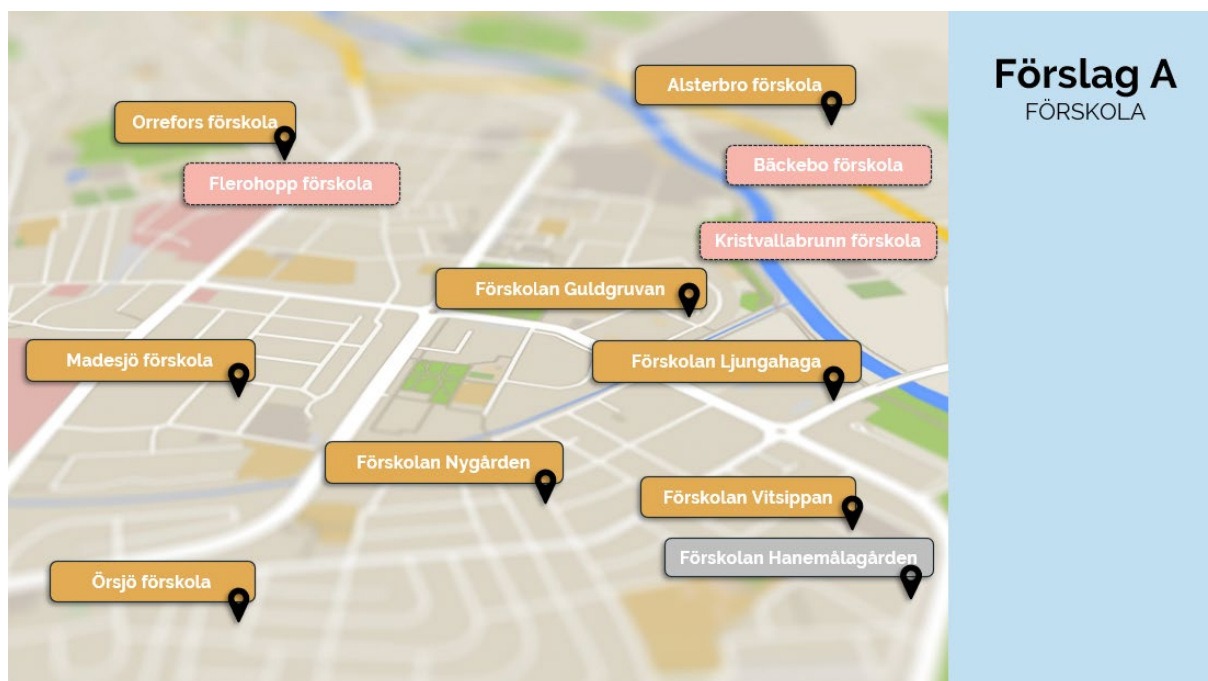 Förslag A
FÖRSKOLA
Alsterbro förskola
Orrefors förskola
Bäckebo förskola
Flerohopp förskola
Kristvallabrunn förskola
Förskolan Guldgruvan
Madesjö förskola
Förskolan Ljungahaga
Förskolan Nygården
Förskolan Vitsippan
Förskolan Hanemålagården
Örsjö förskola